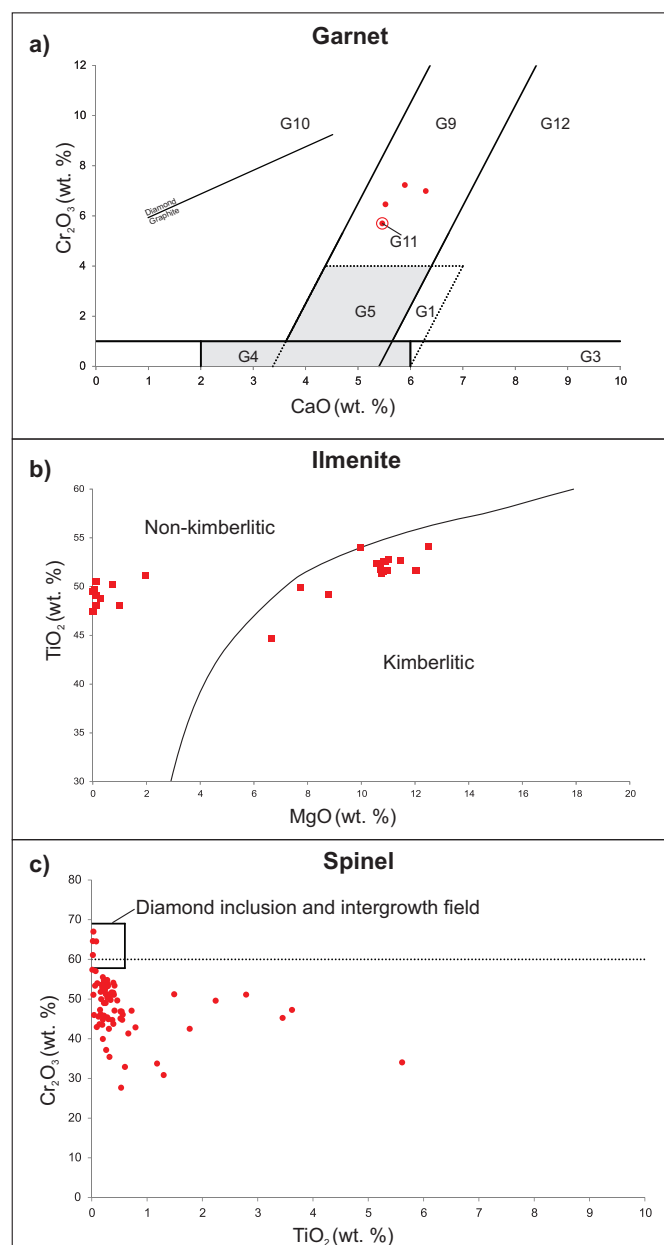 a)
Garnet
Cr₂O₃ (wt. %)
12
10
8
6
4
2
0
G10
G9
G12
Diamond
Graphite
G11
G5
G1
G4
G3
0 1 2 3 4 5 6 7 8 9 10
CaO (wt. %)
b)
Ilmenite
TiO₂ (wt. %)
60
55
50
45
40
35
30
Non-kimberlitic
Kimberlitic
0 2 4 6 8 10 12 14 16 18 20
MgO (wt. %)
c)
Spinel
Cr₂O₃ (wt. %)
80
70
60
50
40
30
20
10
0
Diamond inclusion and intergrowth field
0 1 2 3 4 5 6 7 8 9 10
TiO₂ (wt. %)